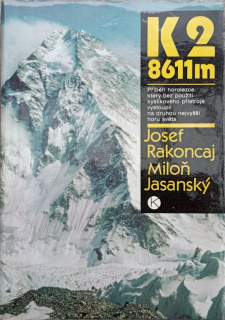 K2
8611m
Příběh horolezce,
který bez použití
kyslíkového přístroje
vystoupil
na druhou nejvyšší
horu světa
Josef
Rakoncaj
Miloň
Jasanský
K